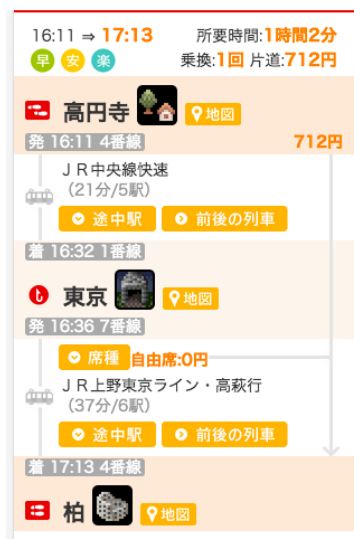 16:11 ⇒ 17:13 所要時間:1時間2分
早 安 楽 乗換:1回 片道:712円
高円寺 地図
発 16:11 4番線 712円
ＪＲ中央線快速
(21分/5駅)
途中駅 前後の列車
着 16:32 1番線
東京 地図
発 16:36 7番線
席種 自由席:0円
ＪＲ上野東京ライン・高萩行
(37分/6駅)
途中駅 前後の列車
着 17:13 4番線
柏 地図